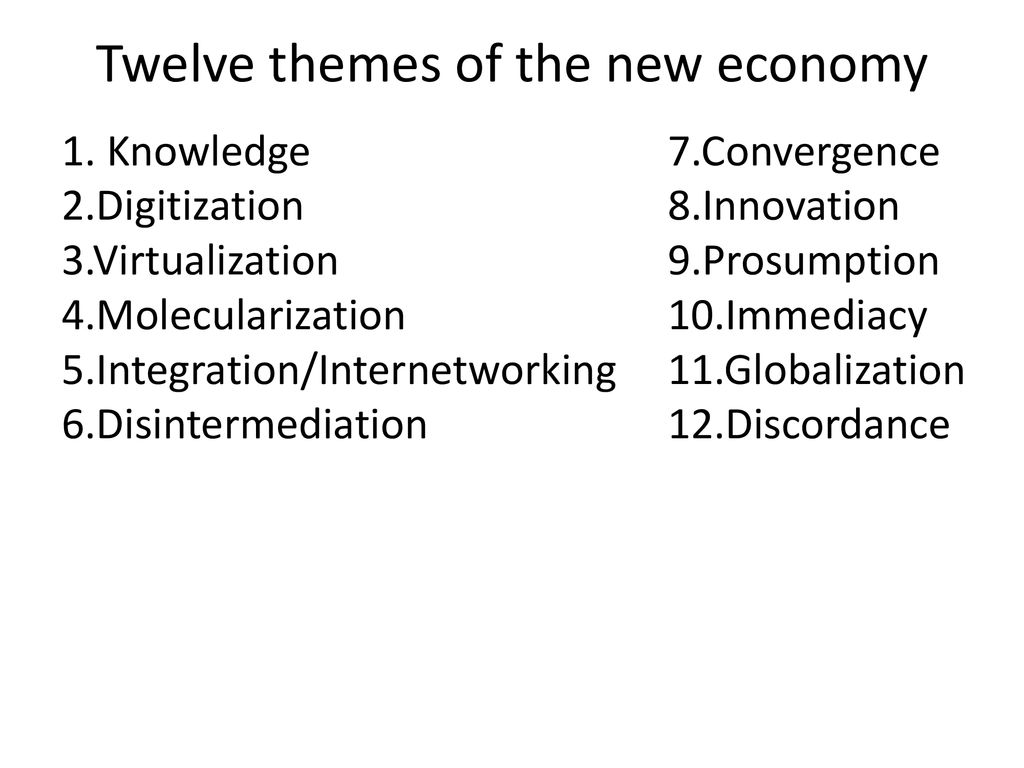 Twelve themes of the new economy
1. Knowledge
2.Digitization
3.Virtualization
4.Molecularization
5.Integration/Internetworking
6.Disintermediation
7.Convergence
8.Innovation
9.Prosumption
10.Immediacy
11.Globalization
12.Discordance